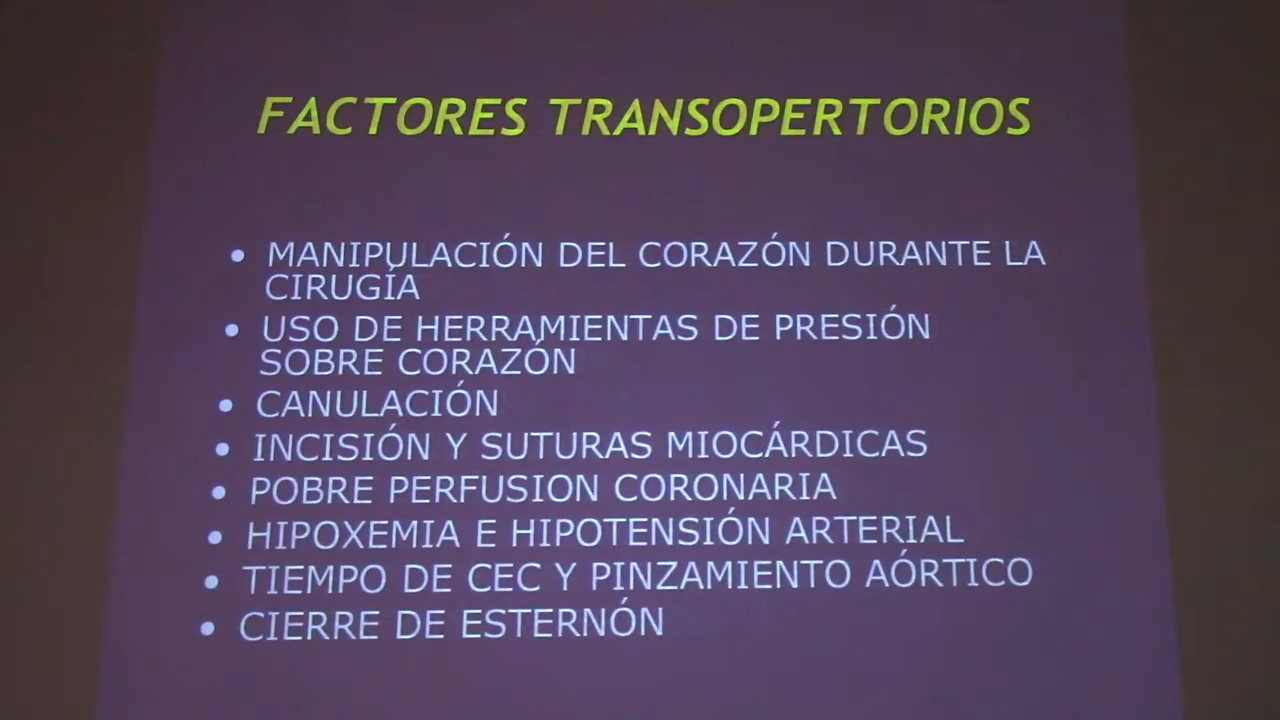 FACTORES TRANSOPERTORIOS
• MANIPULACIÓN DEL CORAZÓN DURANTE LA
CIRUGÍA
• USO DE HERRAMIENTAS DE PRESIÓN
SOBRE CORAZÓN
• CANULACIÓN
• INCISIÓN Y SUTURAS MIOCÁRDICAS
• POBRE PERFUSION CORONARIA
• HIPOXEMIA E HIPOTENSIÓN ARTERIAL
• TIEMPO DE CEC Y PINZAMIENTO AÓRTICO
• CIERRE DE ESTERNÓN